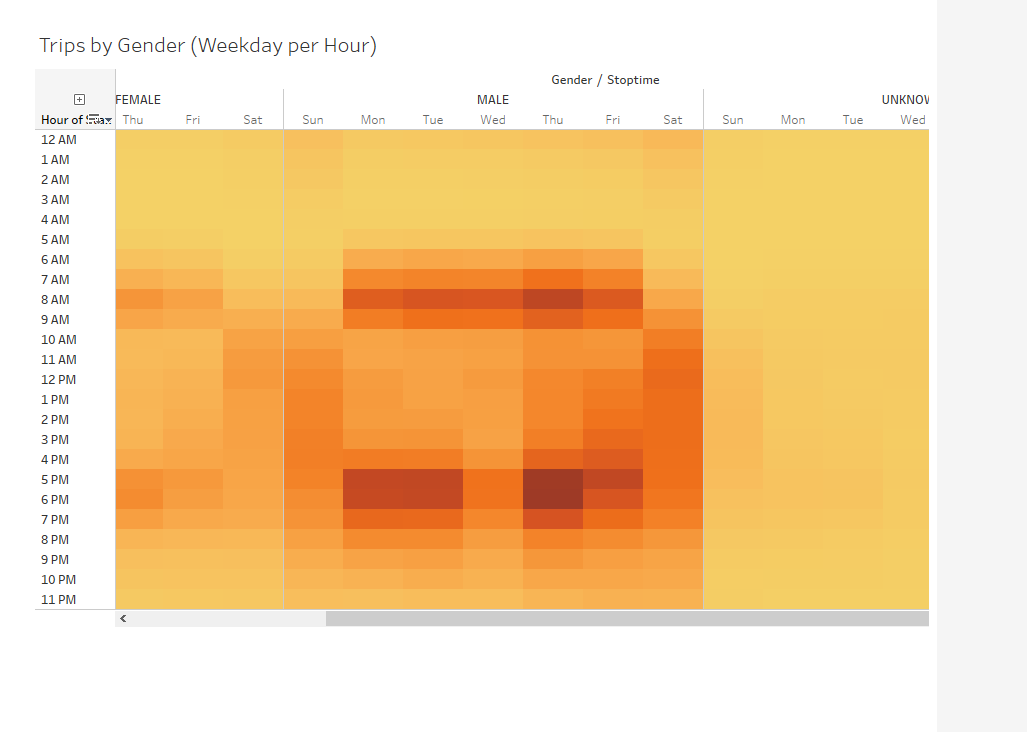 Trips by Gender (Weekday per Hour)
Gender / Stoptime
FEMALE MALE
Hour of Thu Fri Sat Sun Mon Tue Wed Thu Fri Sat Sun Mon Tue Wed
12 AM
1 AM
2 AM
3 AM
4 AM
5 AM
6 AM
7 AM
8 AM
9 AM
10 AM
11 AM
12 PM
1 PM
2 PM
3 PM
4 PM
5 PM
6 PM
7 PM
8 PM
9 PM
10 PM
11 PM